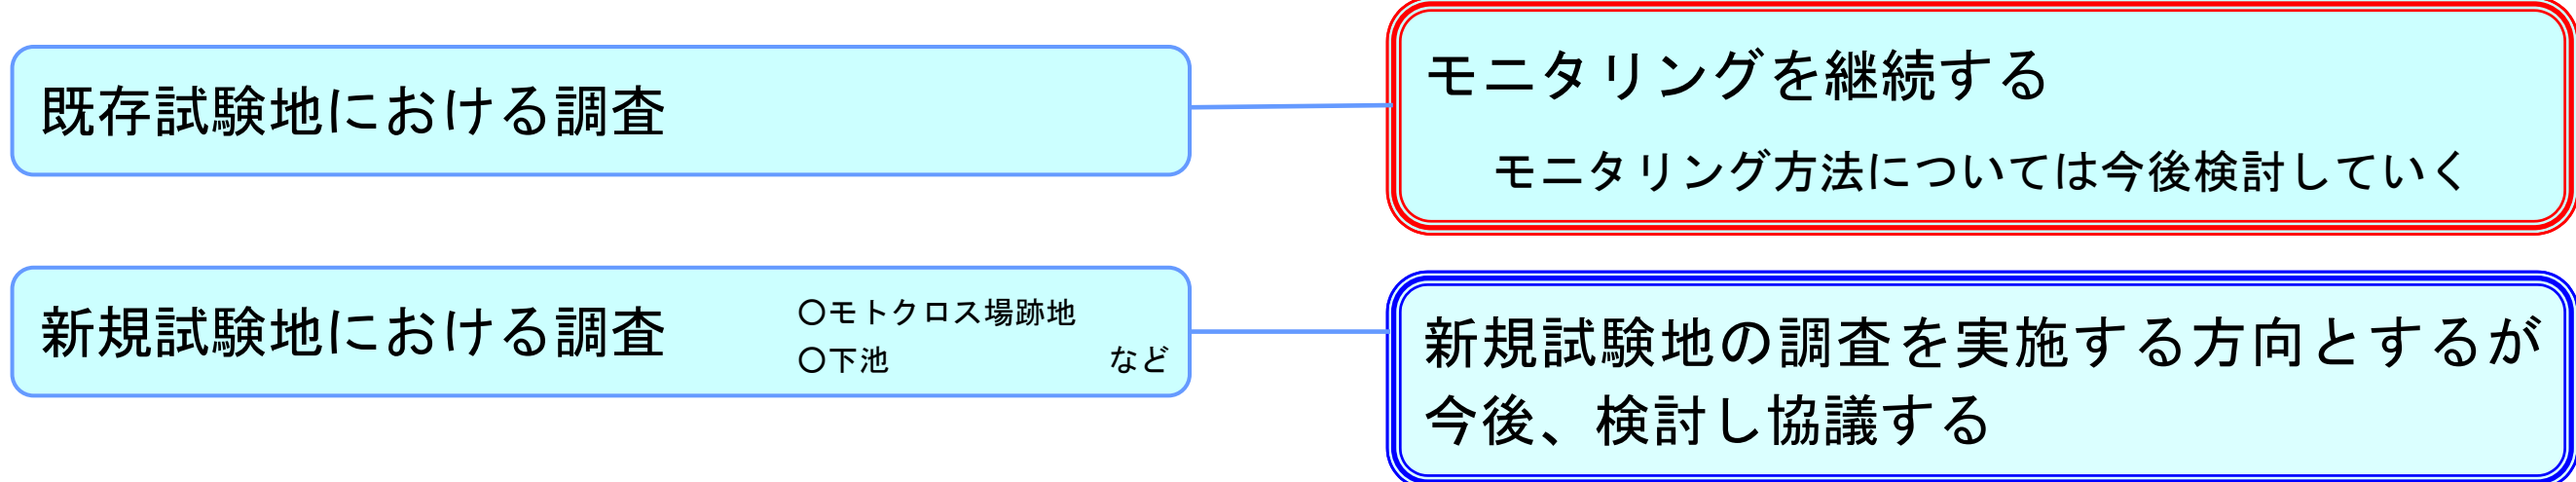 既存試験地における調査
モニタリングを継続する
モニタリング方法については今後検討していく
新規試験地における調査
〇モトクロス場跡地
〇下池 など
新規試験地の調査を実施する方向とするが
今後、検討し協議する